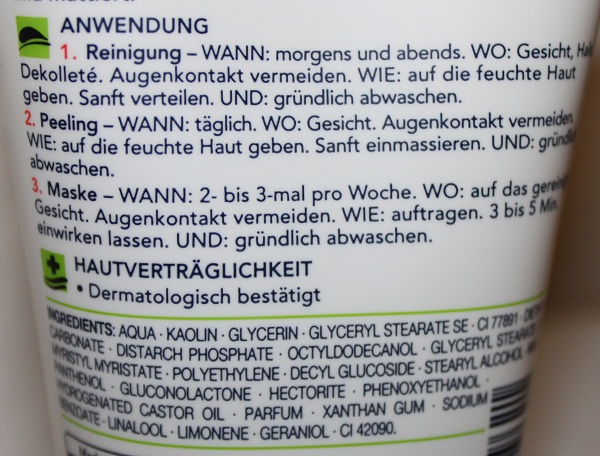 ANWENDUNG
1. Reinigung – WANN: morgens und abends. WO: Gesicht,
Dekolleté. Augenkontakt vermeiden. WIE: auf die feuchte Haut
geben. Sanft verteilen. UND: gründlich abwaschen.
2. Peeling – WANN: täglich. WO: Gesicht. Augenkontakt vermeiden.
WIE: auf die feuchte Haut geben. Sanft einmassieren. UND:
abwaschen.
3. Maske – WANN: 2- bis 3-mal pro Woche. WO: auf das
Gesicht. Augenkontakt vermeiden. WIE: auftragen. 3 bis 5 Min.
einwirken lassen. UND: gründlich abwaschen.
HAUTVERTRÄGLICHKEIT
• Dermatologisch bestätigt
INGREDIENTS: AQUA · KAOLIN · GLYCERIN · GLYCERYL STEARATE SE · CI 77891 ·
CARBONATE · DISTARCH PHOSPHATE · OCTYLDODECANOL · GLYCERYL STEARATE
MYRISTYL MYRISTATE · POLYETHYLENE · DECYL GLUCOSIDE · STEARYL ALCOHOL
PANTHENOL · GLUCONOLACTONE · HECTORITE · PHENOXYETHANOL ·
HYDROGENATED CASTOR OIL · PARFUM · XANTHAN GUM · SODIUM
BENZOATE · LINALOOL · LIMONENE · GERANIOL · CI 42090.